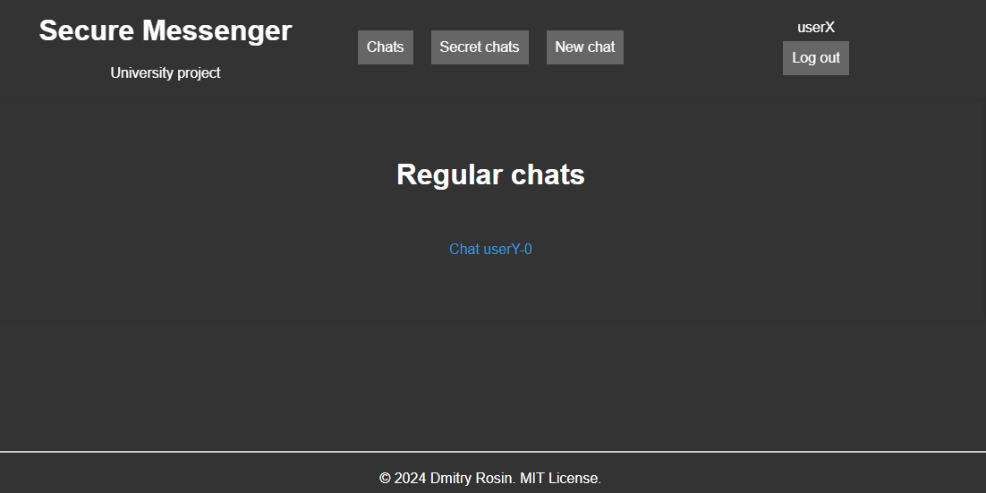 Secure Messenger
University project
Chats
Secret chats
New chat
userX
Log out
Regular chats
Chat userY-0
© 2024 Dmitry Rosin. MIT License.